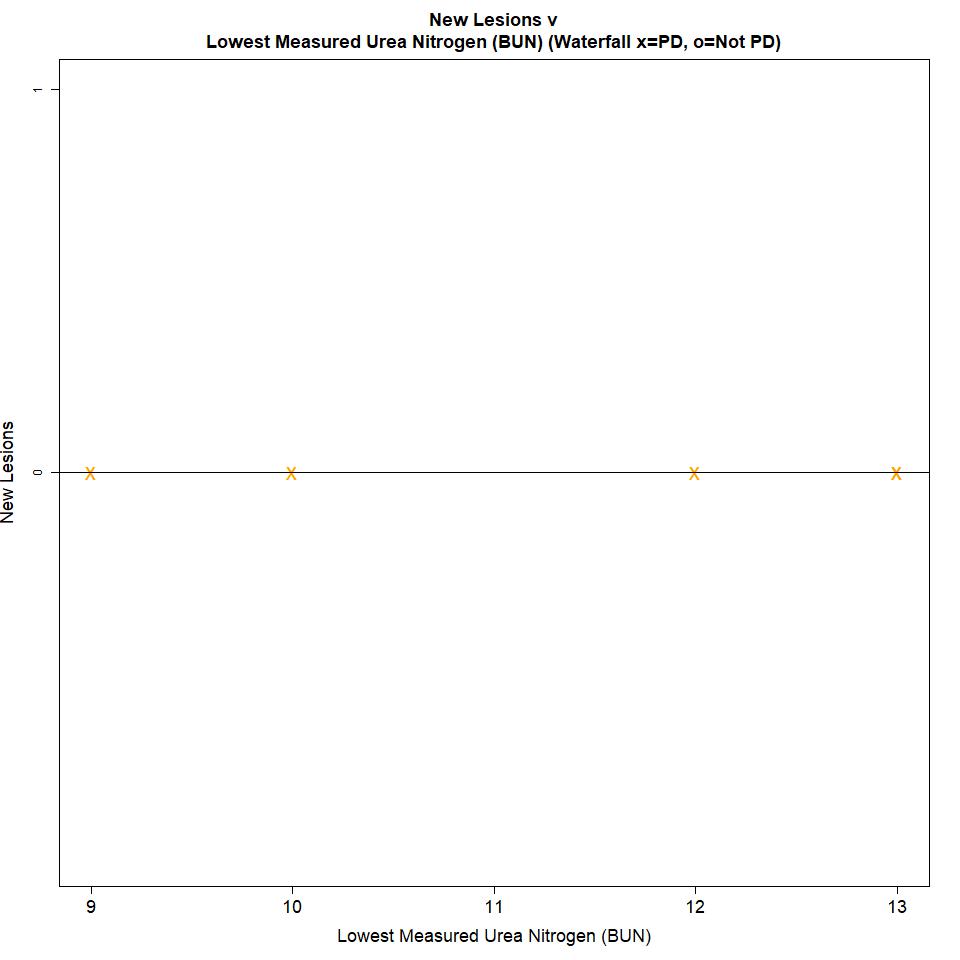 New Lesions v
Lowest Measured Urea Nitrogen (BUN) (Waterfall x=PD, o=Not PD)
1
New Lesions
0
x x x x
9 10 11 12 13
Lowest Measured Urea Nitrogen (BUN)